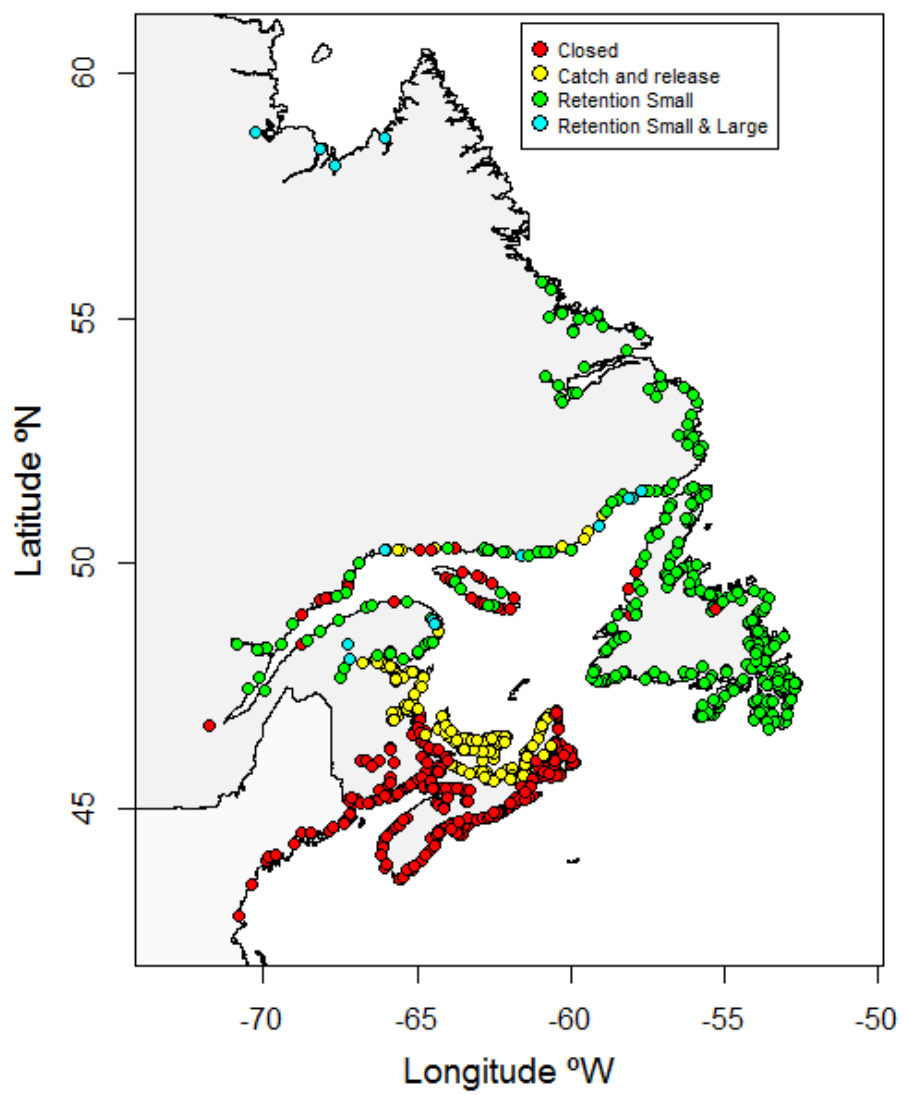 Closed
Catch and release
Retention Small
Retention Small & Large
60
55
50
45
Latitude ºN
-70
-65
-60
-55
-50
Longitude ºW